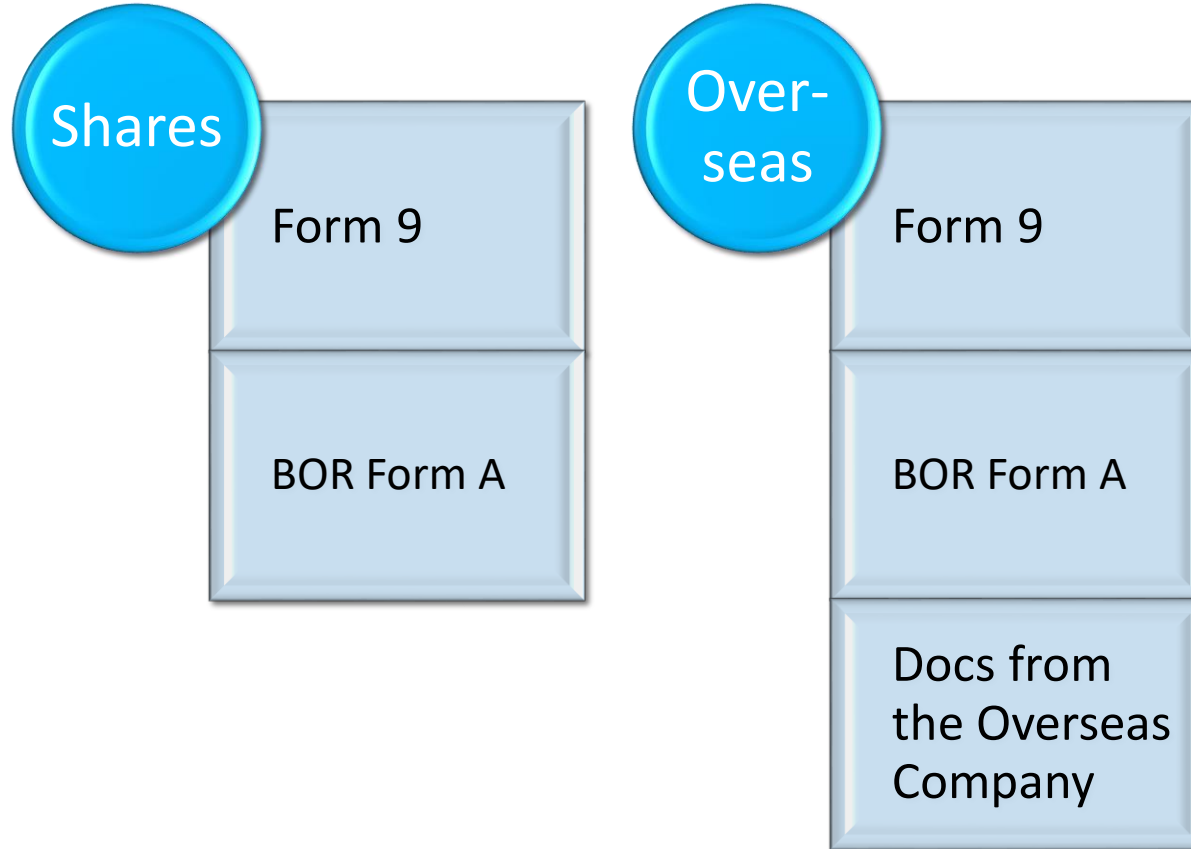 Shares
Form 9
BOR Form A
Over-
seas
Form 9
BOR Form A
Docs from
the Overseas
Company